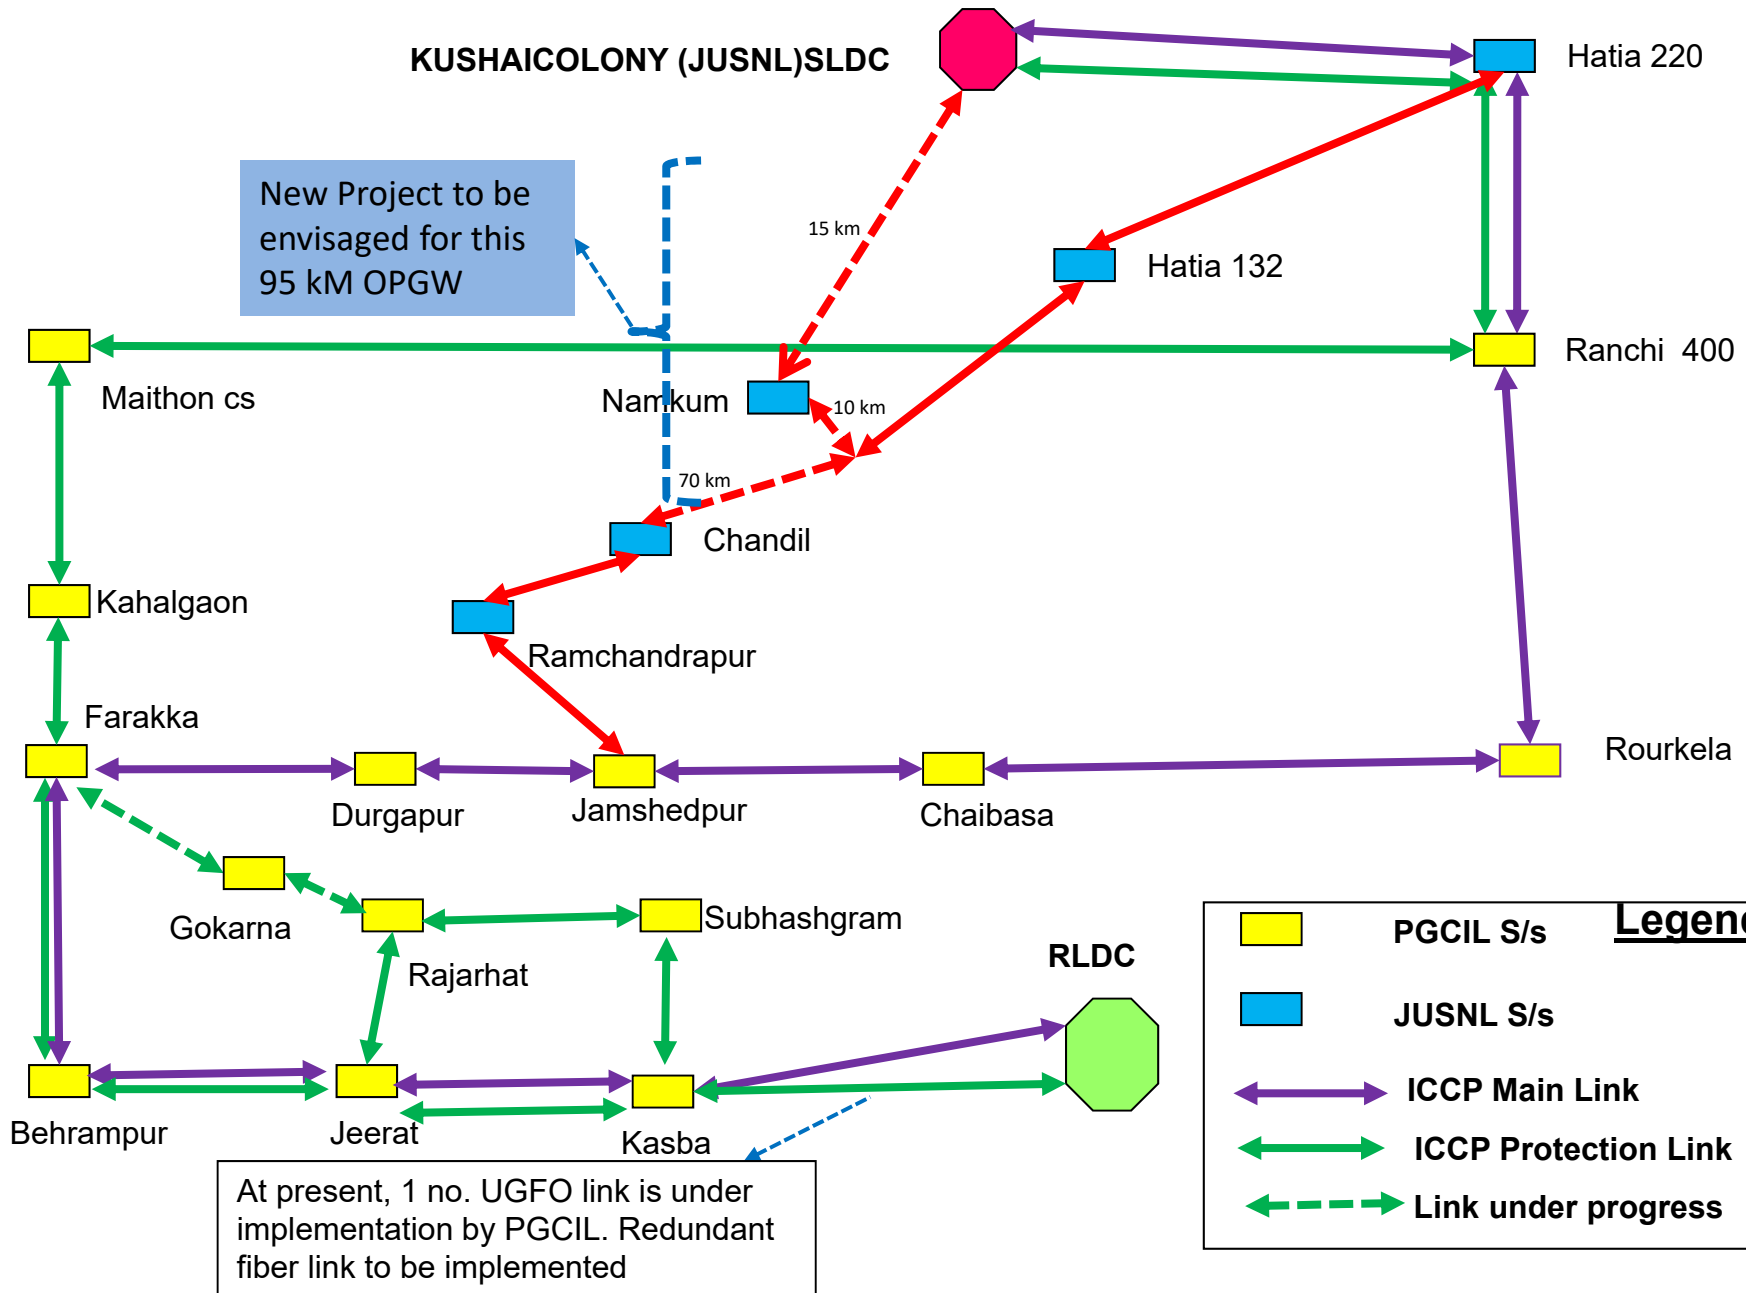 KUSHAICOLONY (JUSNL)SLDC
Hatia 220
New Project to be
envisaged for this
95 kM OPGW
15 km
Hatia 132
Ranchi 400
Maithon cs
Namkum
10 km
70 km
Chandil
Kahalgaon
Ramchandrapur
Farakka
Rourkela
Durgapur
Jamshedpur
Chaibasa
Gokarna
Subhashgram
Rajarhat
RLDC
Legend
PGCIL S/s
JUSNL S/s
ICCP Main Link
ICCP Protection Link
Link under progress
Behrampur
Jeerat
Kasba
At present, 1 no. UGFO link is under
implementation by PGCIL. Redundant
fiber link to be implemented